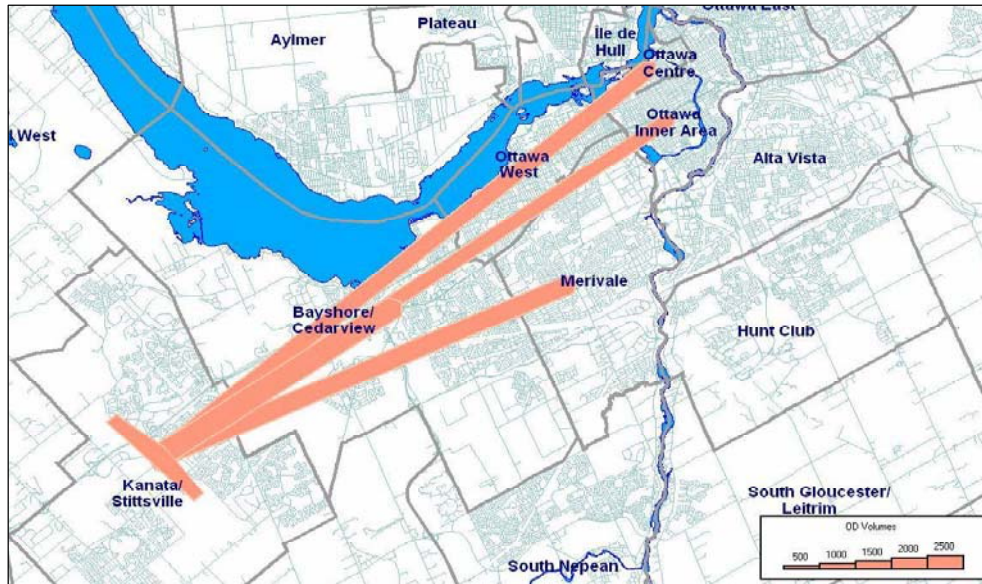 Plateau
Ottawa East
Aylmer
Île de
Hull
Ottawa
Centre
West
Ottawa
Inner Area
Ottawa
West
Alta Vista
Merivale
Bayshore/
Cedarview
Hunt Club
Kanata/
Stittsville
South Gloucester/
Leitrim
South Nepean
OD Volumes
500 1000 1500 2000 2500